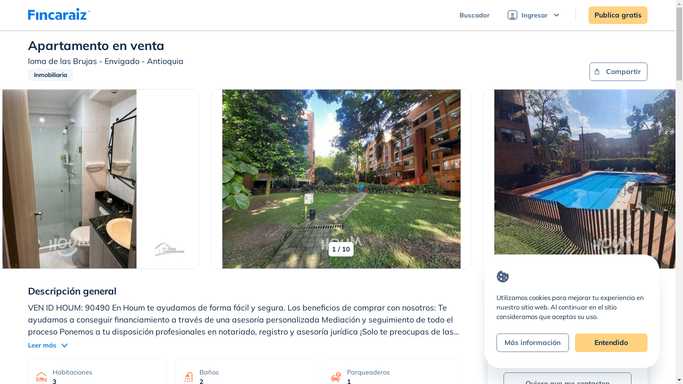 Fincaraiz
Buscador
Ingresar
Publica gratis
Apartamento en venta
loma de las Brujas - Envigado - Antioquia
Inmobiliaria
Compartir
HOUM
HOUM
1 / 10
HOUM
Descripción general
VEN ID HOUM: 90490 En Houm te ayudamos de forma fácil y segura. Los beneficios de comprar con nosotros: Te
ayudamos a conseguir financiamiento a través de una asesoría personalizada Mediación y seguimiento de todo el
proceso Ponemos a tu disposición profesionales en notariado, registro y asesoría jurídica ¡Solo te preocupas de las...
Leer más
Habitaciones
3
Baños
2
Parqueaderos
1
Utilizamos cookies para mejorar tu experiencia en
nuestro sitio web. Al continuar en el sitio
consideramos que aceptas su uso.
Más información
Entendido
Quiero que me contacten